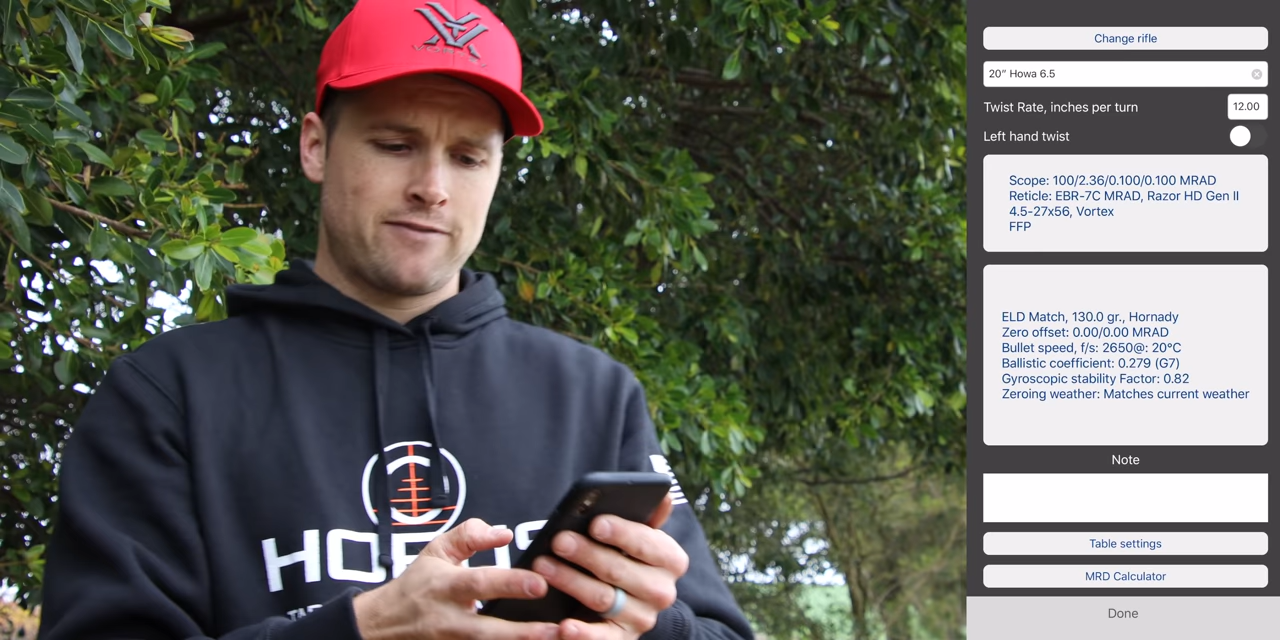 VORTEX
HORUS
TAR
Change rifle
20” Howa 6.5
Twist Rate, inches per turn
12.00
Left hand twist
Scope: 100/2.36/0.100/0.100 MRAD
Reticle: EBR-7C MRAD, Razor HD Gen II
4.5-27x56, Vortex
FFP
ELD Match, 130.0 gr., Hornady
Zero offset: 0.00/0.00 MRAD
Bullet speed, f/s: 2650@: 20°C
Ballistic coefficient: 0.279 (G7)
Gyroscopic stability Factor: 0.82
Zeroing weather: Matches current weather
Note
Table settings
MRD Calculator
Done